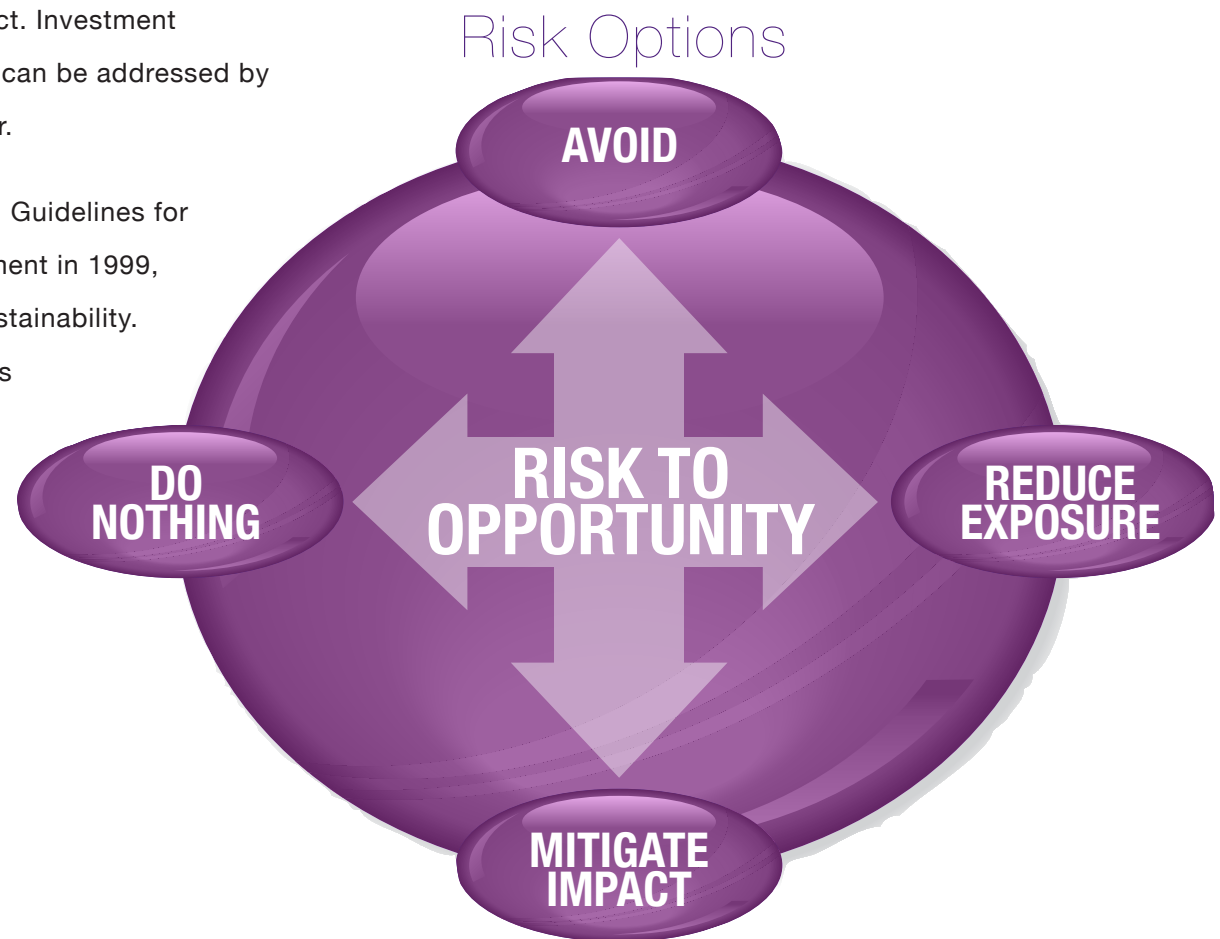 ct. Investment
can be addressed by
r.
Guidelines for
ment in 1999,
stainability.
s
Risk Options
AVOID
DO
NOTHING
RISK TO
OPPORTUNITY
REDUCE
EXPOSURE
MITIGATE
IMPACT